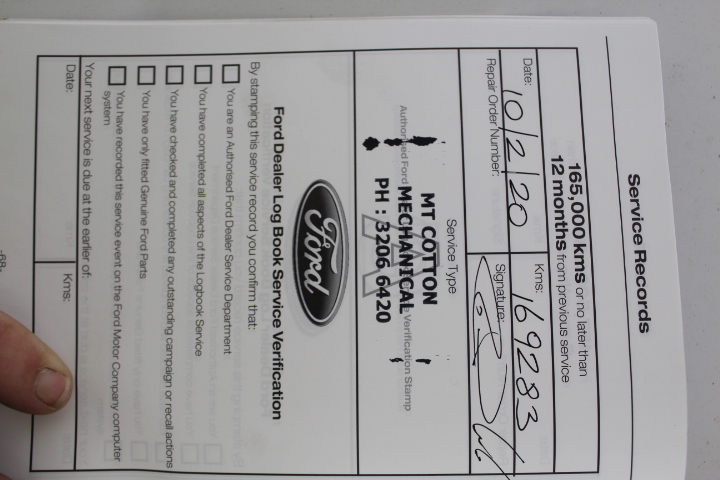 Service Records
165,000 kms or no later than
12 months from previous service
Date: 10/2/20 Kms: 169283
Repair Order Number: Signature:
Service Type
MT COTTON
MECHANICAL
Authorised Ford Verification Stamp
PH : 3206 6420
Ford
Ford Dealer Log Book Service Verification
By stamping this service record you confirm that:
You are an Authorised Ford Dealer Service Department
You have completed all aspects of the Logbook Service
You have checked and completed any outstanding campaign or recall actions
You have only fitted Genuine Ford Parts
You have recorded this service event on the Ford Motor Company computer
system
Your next service is due at the earlier of:
Date: Kms:
-68-